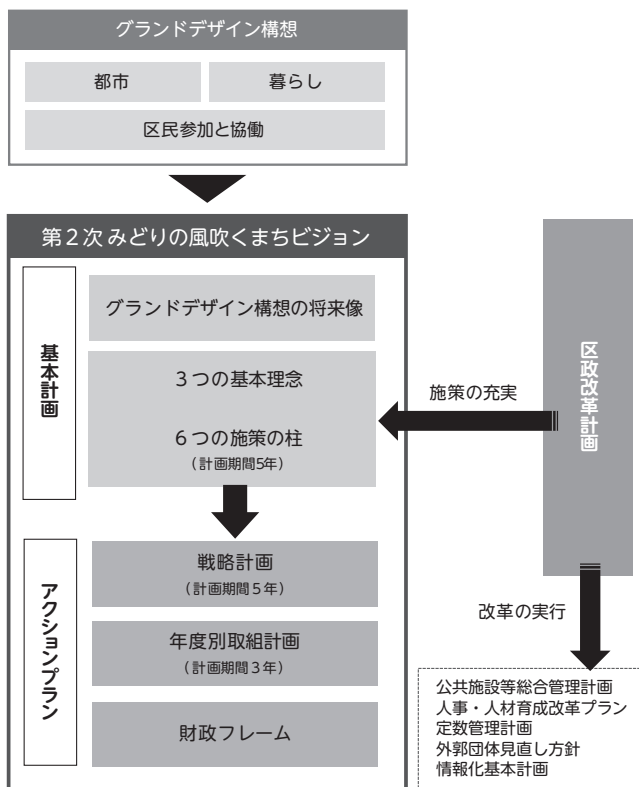 グランドデザイン構想
都市
暮らし
区民参加と協働
第2次 みどりの風吹くまちビジョン
基本計画
グランドデザイン構想の将来像
3つの基本理念
6つの施策の柱
（計画期間5年）
アクションプラン
戦略計画
（計画期間５年）
年度別取組計画
（計画期間３年）
財政フレーム
施策の充実
区政改革計画
改革の実行
公共施設等総合管理計画
人事・人材育成改革プラン
定数管理計画
外郭団体見直し方針
情報化基本計画